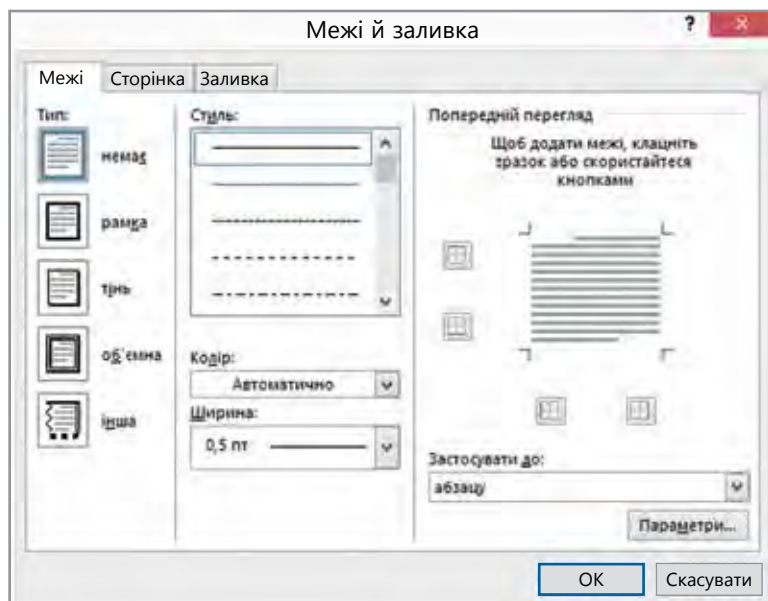 Межі й заливка
?
Межі Сторінка Заливка
Тип:
немає
рамка
тінь
об'ємна
інша
Стиль:
Колір:
Автоматично
Ширина:
0,5 пт
Попередній перегляд
Щоб додати межі, клацніть
зразок або скористайтеся
кнопками
Застосувати до:
абзацу
Параметри...
ОК Скасувати